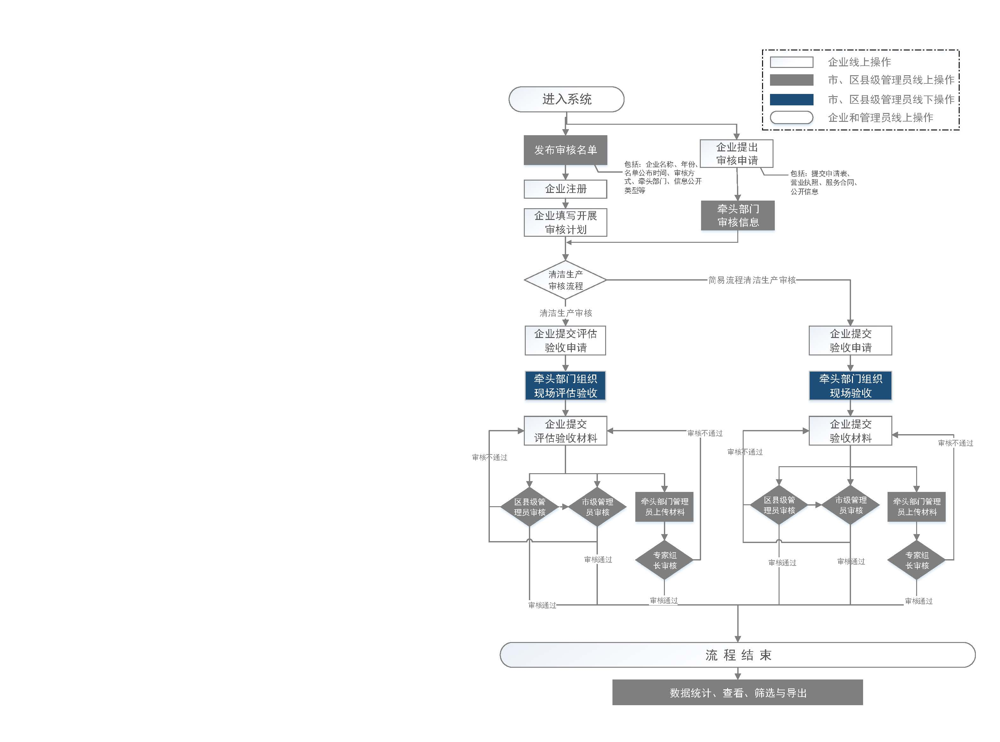 企业线上操作
市、区县级管理员线上操作
市、区县级管理员线下操作
企业和管理员线上操作
进入系统
发布审核名单
包括：企业名称、年份、
名单公布时间、审核方
式、牵头部门、信息公开
类型等
企业提出
审核申请
包括：提交申请表、
营业执照、服务合同、
公开信息
企业注册
牵头部门
审核信息
企业填写开展
审核计划
清洁生产
审核流程
简易流程清洁生产审核
清洁生产审核
企业提交评估
验收申请
企业提交
验收申请
牵头部门组织
现场评估验收
牵头部门组织
现场验收
企业提交
评估验收材料
审核不通过
企业提交
验收材料
审核不通过
审核不通过
审核不通过
区县级管
理员审核
市级管理
员审核
牵头部门管理
员上传材料
区县级管
理员审核
市级管理
员审核
牵头部门管理
员上传材料
审核通过
专家组
长审核
审核通过
审核通过
专家组
长审核
审核通过
审核通过
审核通过
流 程 结 束
数据统计、查看、筛选与导出